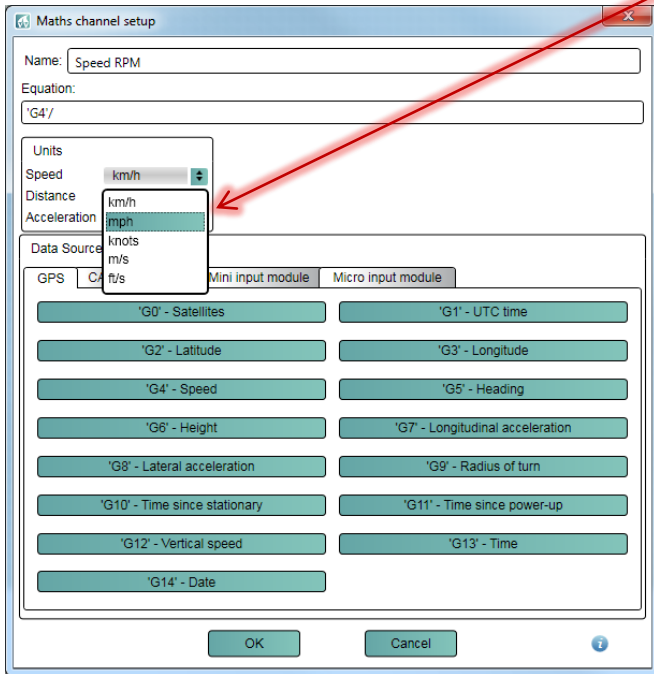 Maths channel setup
x
Name: Speed RPM
Equation:
'G4'/
Units
Speed km/h
Distance
Acceleration
km/h
mph
knots
m/s
ft/s
Data Source
GPS CA Mini input module Micro input module
'G0' - Satellites 'G1' - UTC time
'G2' - Latitude 'G3' - Longitude
'G4' - Speed 'G5' - Heading
'G6' - Height 'G7' - Longitudinal acceleration
'G8' - Lateral acceleration 'G9' - Radius of turn
'G10' - Time since stationary 'G11' - Time since power-up
'G12' - Vertical speed 'G13' - Time
'G14' - Date
OK Cancel i